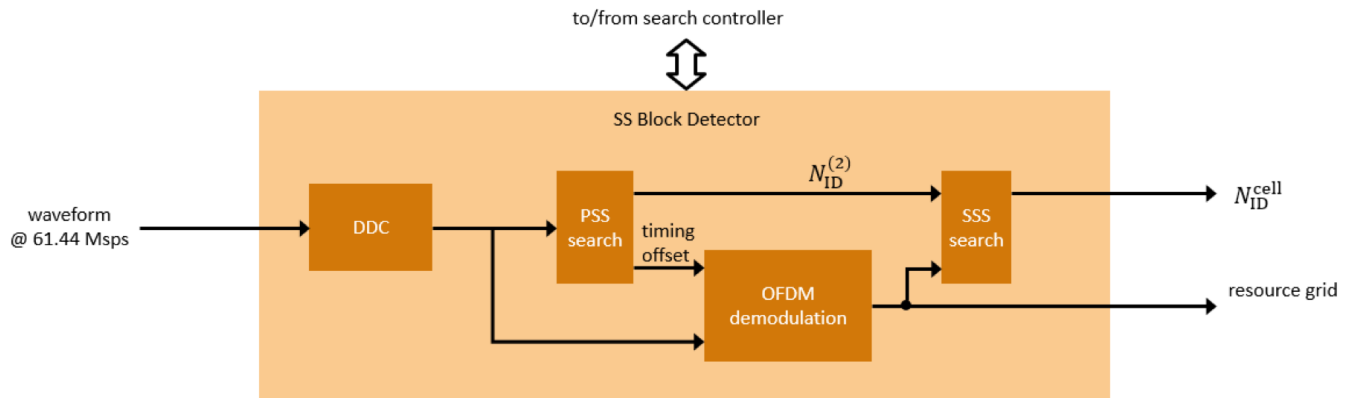 to/from search controller
SS Block Detector
waveform
@ 61.44 Msps
DDC
PSS
search
N_ID^(2)
timing
offset
OFDM
demodulation
SSS
search
N_ID^cell
resource grid